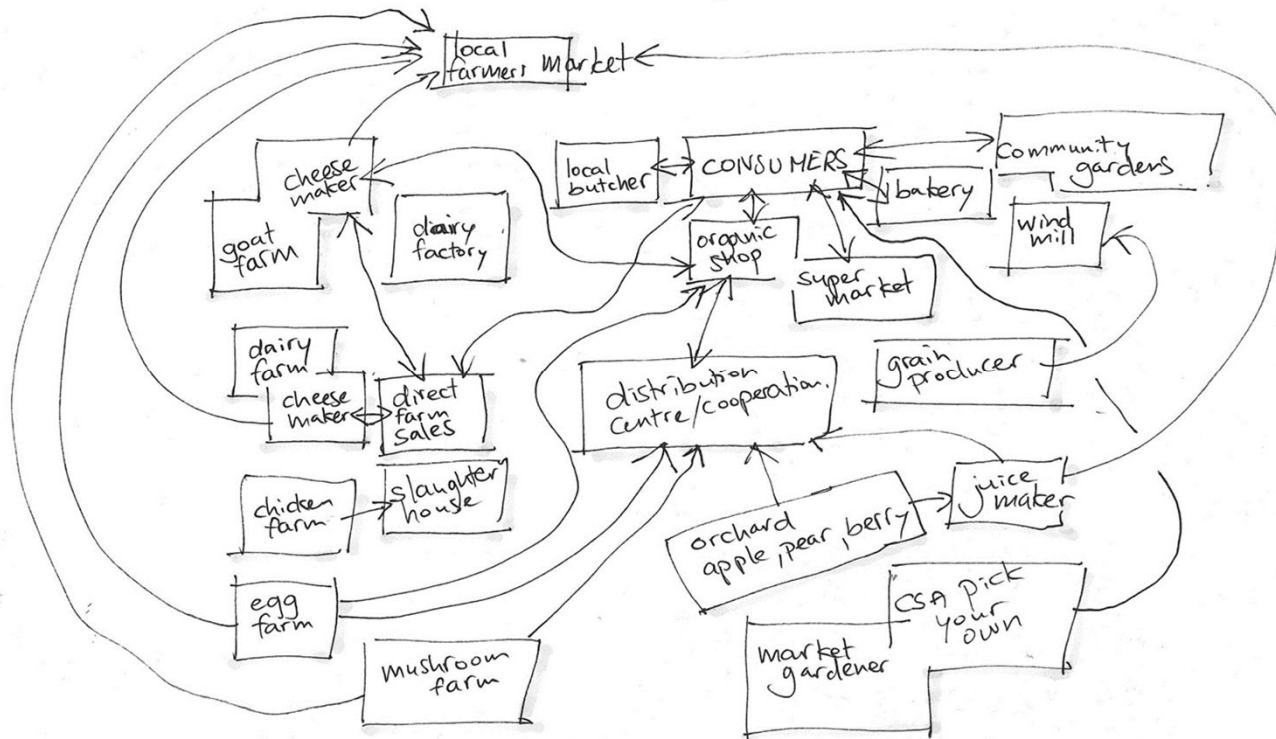 local
farmers market
cheese
maker
goat
farm
dairy
factory
local
butcher
CONSUMERS
community
gardens
bakery
wind
mill
organic
shop
super
market
dairy
farm
cheese
maker
direct
farm
sales
distribution
centre/cooperation.
grain
producer
chicken
farm
slaughter
house
juice
maker
orchard
apple, pear, berry
egg
farm
mushroom
farm
CSA pick
your
own
market
gardener